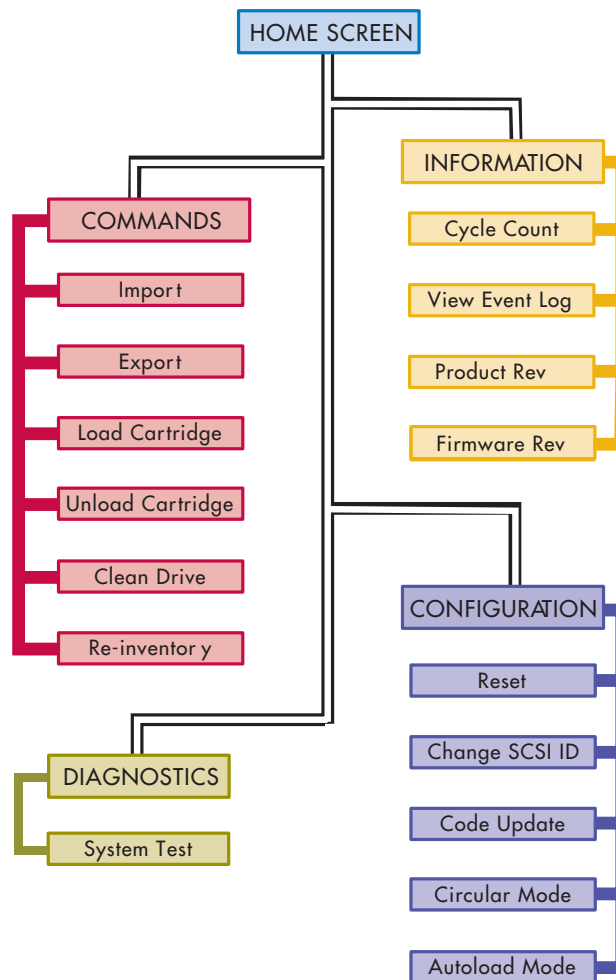 HOME SCREEN
COMMANDS
Import
Export
Load Cartridge
Unload Cartridge
Clean Drive
Re-inventory
DIAGNOSTICS
System Test
INFORMATION
Cycle Count
View Event Log
Product Rev
Firmware Rev
CONFIGURATION
Reset
Change SCSI ID
Code Update
Circular Mode
Autoload Mode